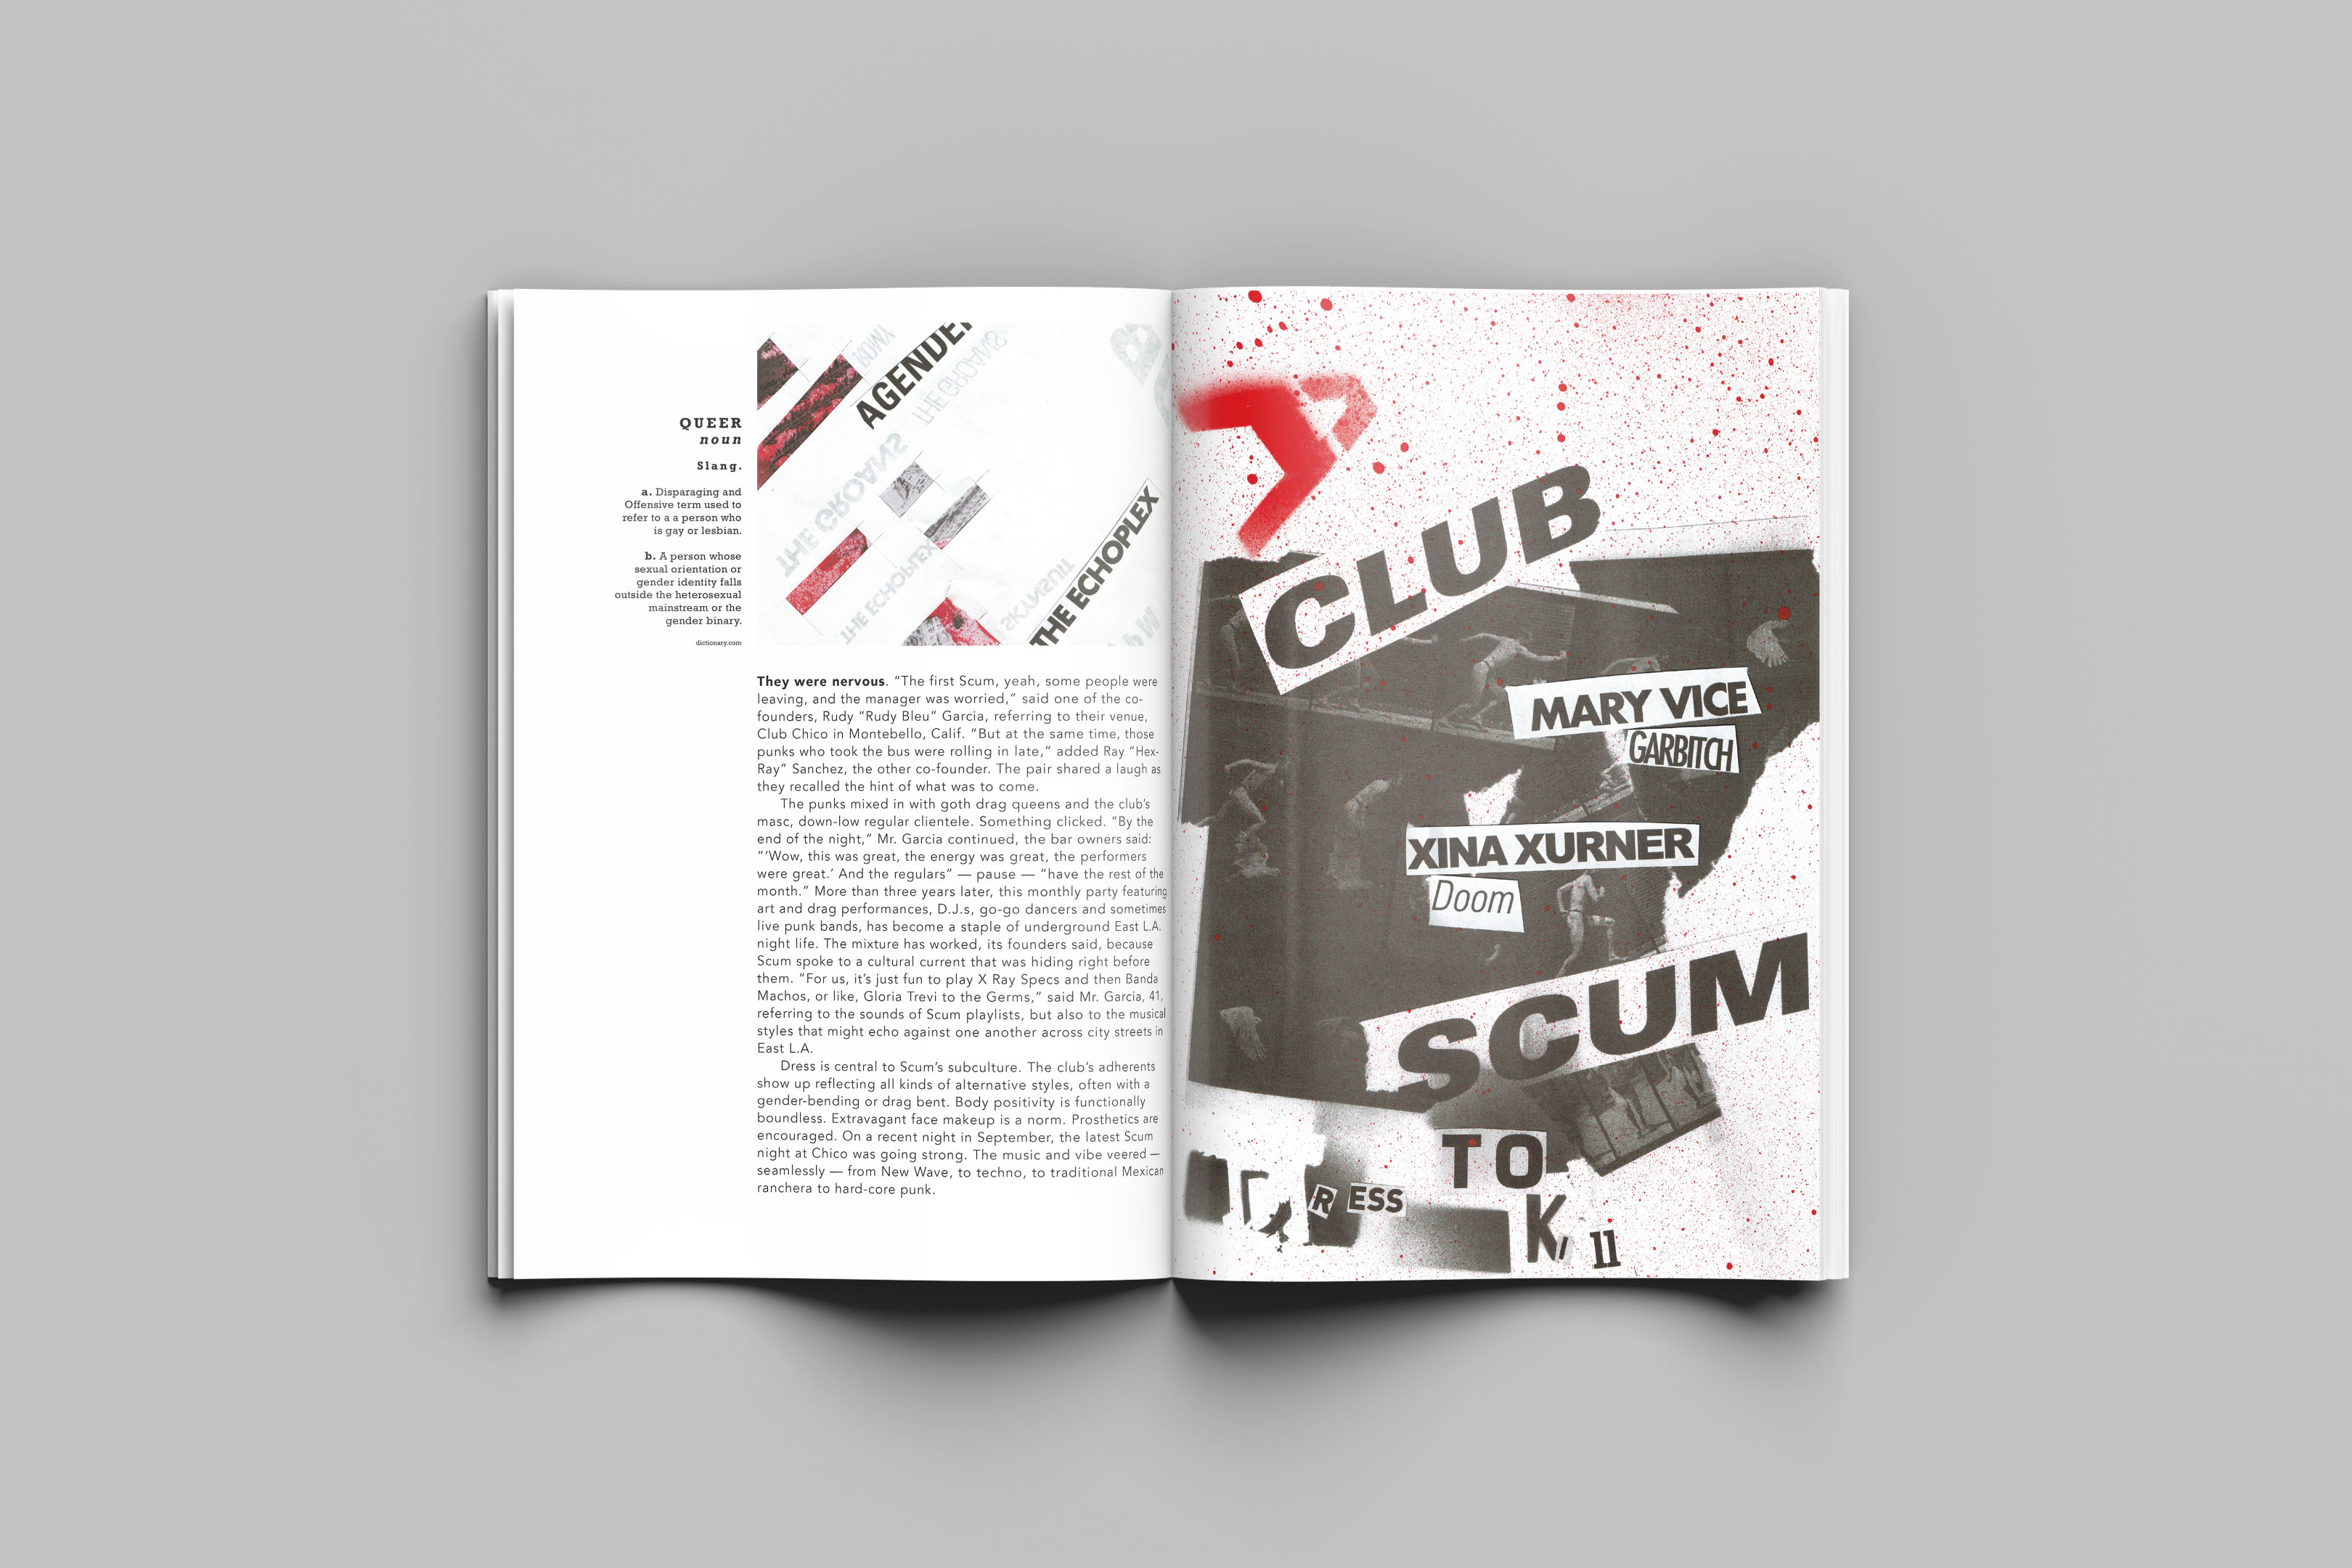 QUEER
noun
Slang.
a. Disparaging and
Offensive term used to
refer to a a person who
is gay or lesbian.
b. A person whose
sexual orientation or
gender identity falls
outside the heterosexual
mainstream or the
gender binary.
dictionary.com
AGENDER
THE GROANS
THE GROANS
THE ECHOPLEX
SKINSUIT
THE ECHOPLEX
They were nervous. “The first Scum, yeah, some people were
leaving, and the manager was worried,” said one of the co-
founders, Rudy “Rudy Bleu” Garcia, referring to their venue,
Club Chico in Montebello, Calif. “But at the same time, those
punks who took the bus were rolling in late,” added Ray “Hex-
Ray” Sanchez, the other co-founder. The pair shared a laugh as
they recalled the hint of what was to come.
The punks mixed in with goth drag queens and the club’s
masc, down-low regular clientele. Something clicked. “By the
end of the night,” Mr. Garcia continued, the bar owners said:
“‘Wow, this was great, the energy was great, the performers
were great.’ And the regulars” — pause — “have the rest of the
month.” More than three years later, this monthly party featuring
art and drag performances, D.J.s, go-go dancers and sometimes
live punk bands, has become a staple of underground East L.A.
night life. The mixture has worked, its founders said, because
Scum spoke to a cultural current that was hiding right before
them. “For us, it’s just fun to play X Ray Specs and then Banda
Machos, or like, Gloria Trevi to the Germs,” said Mr. Garcia, 41,
referring to the sounds of Scum playlists, but also to the musical
styles that might echo against one another across city streets in
East L.A.
Dress is central to Scum’s subculture. The club’s adherents
show up reflecting all kinds of alternative styles, often with a
gender-bending or drag bent. Body positivity is functionally
boundless. Extravagant face makeup is a norm. Prosthetics are
encouraged. On a recent night in September, the latest Scum
night at Chico was going strong. The music and vibe veered —
seamlessly — from New Wave, to techno, to traditional Mexican
ranchera to hard-core punk.
CLUB
MARY VICE
GARBITCH
XINA XURNER
Doom
SCUM
DRESS
TO
Kill